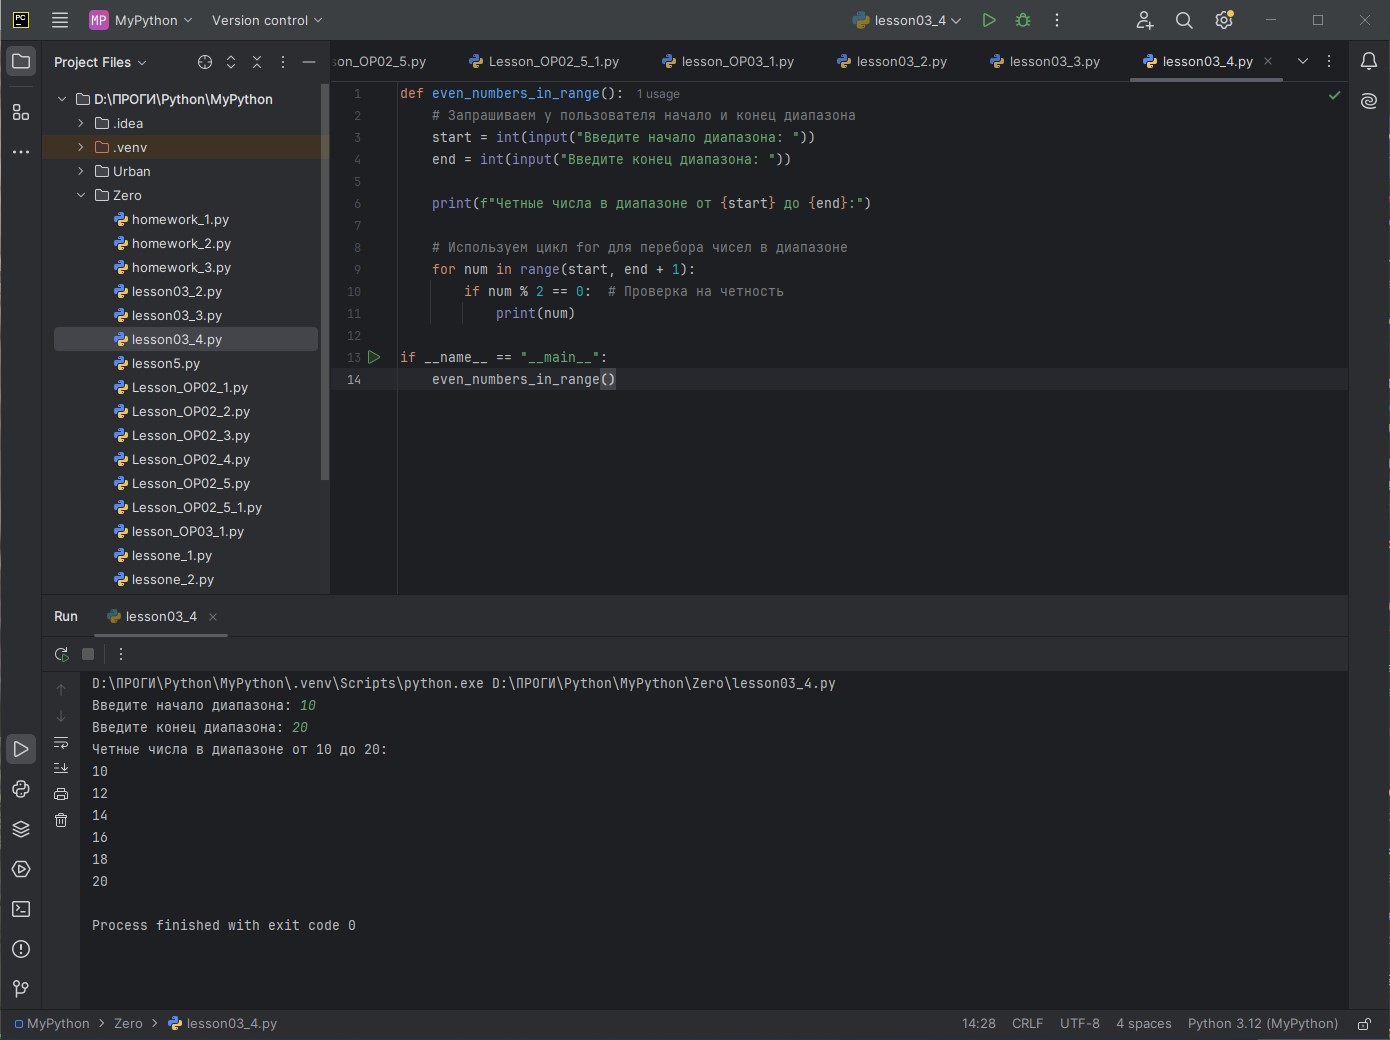 PC
MP MyPython
Version control
lesson03_4
Project Files
on_OP02_5.py
Lesson_OP02_5_1.py
lesson_OP03_1.py
lesson03_2.py
lesson03_3.py
lesson03_4.py
D:\ПРОГИ\Python\MyPython
.idea
.venv
Urban
Zero
homework_1.py
homework_2.py
homework_3.py
lesson03_2.py
lesson03_3.py
lesson03_4.py
lesson5.py
Lesson_OP02_1.py
Lesson_OP02_2.py
Lesson_OP02_3.py
Lesson_OP02_4.py
Lesson_OP02_5.py
Lesson_OP02_5_1.py
lesson_OP03_1.py
lessone_1.py
lessone_2.py
1 def even_numbers_in_range(): 1 usage
2 # Запрашиваем у пользователя начало и конец диапазона
3 start = int(input("Введите начало диапазона: "))
4 end = int(input("Введите конец диапазона: "))
5
6 print(f"Четные числа в диапазоне от {start} до {end}:")
7
8 # Используем цикл for для перебора чисел в диапазоне
9 for num in range(start, end + 1):
10 if num % 2 == 0: # Проверка на четность
11 print(num)
12
13 if __name__ == "__main__":
14 even_numbers_in_range()
Run
lesson03_4
D:\ПРОГИ\Python\MyPython\.venv\Scripts\python.exe D:\ПРОГИ\Python\MyPython\Zero\lesson03_4.py
Введите начало диапазона: 10
Введите конец диапазона: 20
Четные числа в диапазоне от 10 до 20:
10
12
14
16
18
20
Process finished with exit code 0
MyPython > Zero > lesson03_4.py
14:28 CRLF UTF-8 4 spaces Python 3.12 (MyPython)